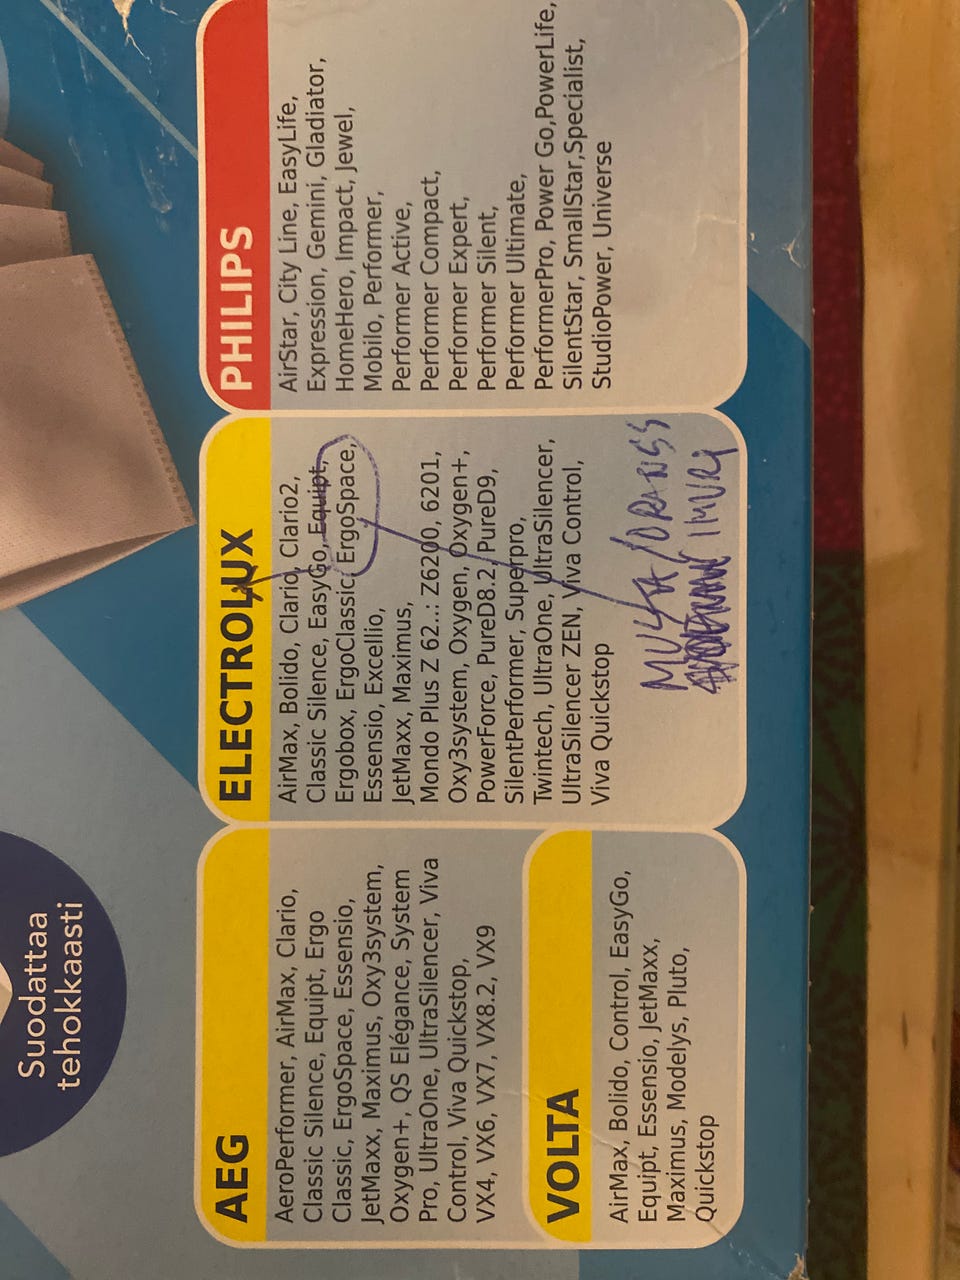 Suodattaa
tehokkaasti
AEG
AeroPerformer, AirMax, Clario,
Classic Silence, Equipt, Ergo
Classic, ErgoSpace, Essensio,
JetMaxx, Maximus, Oxy3system,
Oxygen+, QS Elégance, System
Pro, UltraOne, UltraSilencer, Viva
Control, Viva Quickstop,
VX4, VX6, VX7, VX8.2, VX9
VOLTA
AirMax, Bolido, Control, EasyGo,
Equipt, Essensio, JetMaxx,
Maximus, Modelys, Pluto,
Quickstop
ELECTROLUX
AirMax, Bolido, Clario, Clario2,
Classic Silence, EasyGo, Equipt,
Ergobox, ErgoClassic, ErgoSpace,
Essensio, Excellio,
JetMaxx, Maximus,
Mondo Plus Z 62..: Z6200, 6201,
Oxy3system, Oxygen, Oxygen+,
PowerForce, PureD8.2, PureD9,
SilentPerformer, Superpro,
Twintech, UltraOne, UltraSilencer,
UltraSilencer ZEN, Viva Control,
Viva Quickstop
MUSTA/ORANSS
IMURI
PHILIPS
AirStar, City Line, EasyLife,
Expression, Gemini, Gladiator,
HomeHero, Impact, Jewel,
Mobilo, Performer,
Performer Active,
Performer Compact,
Performer Expert,
Performer Silent,
Performer Ultimate,
PerformerPro, Power Go,PowerLife,
SilentStar, SmallStar,Specialist,
StudioPower, Universe